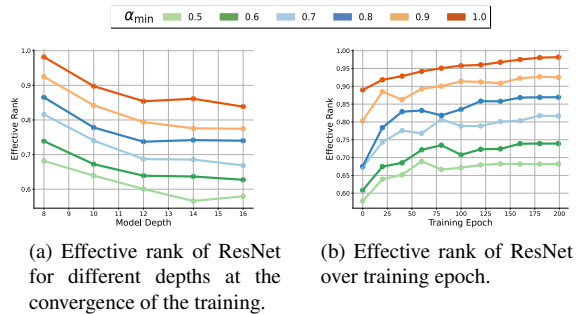 α_min 0.5 0.6 0.7 0.8 0.9 1.0
1.0
0.9
0.8
0.7
0.6
Effective Rank
8 9 10 11 12 13 14 15 16
Model Depth
1.00
0.95
0.90
0.85
0.80
0.75
0.70
0.65
0.60
Effective Rank
0 25 50 75 100 125 150 175 200
Training Epoch
(a) Effective rank of ResNet
for different depths at the
convergence of the training.
(b) Effective rank of ResNet
over training epoch.